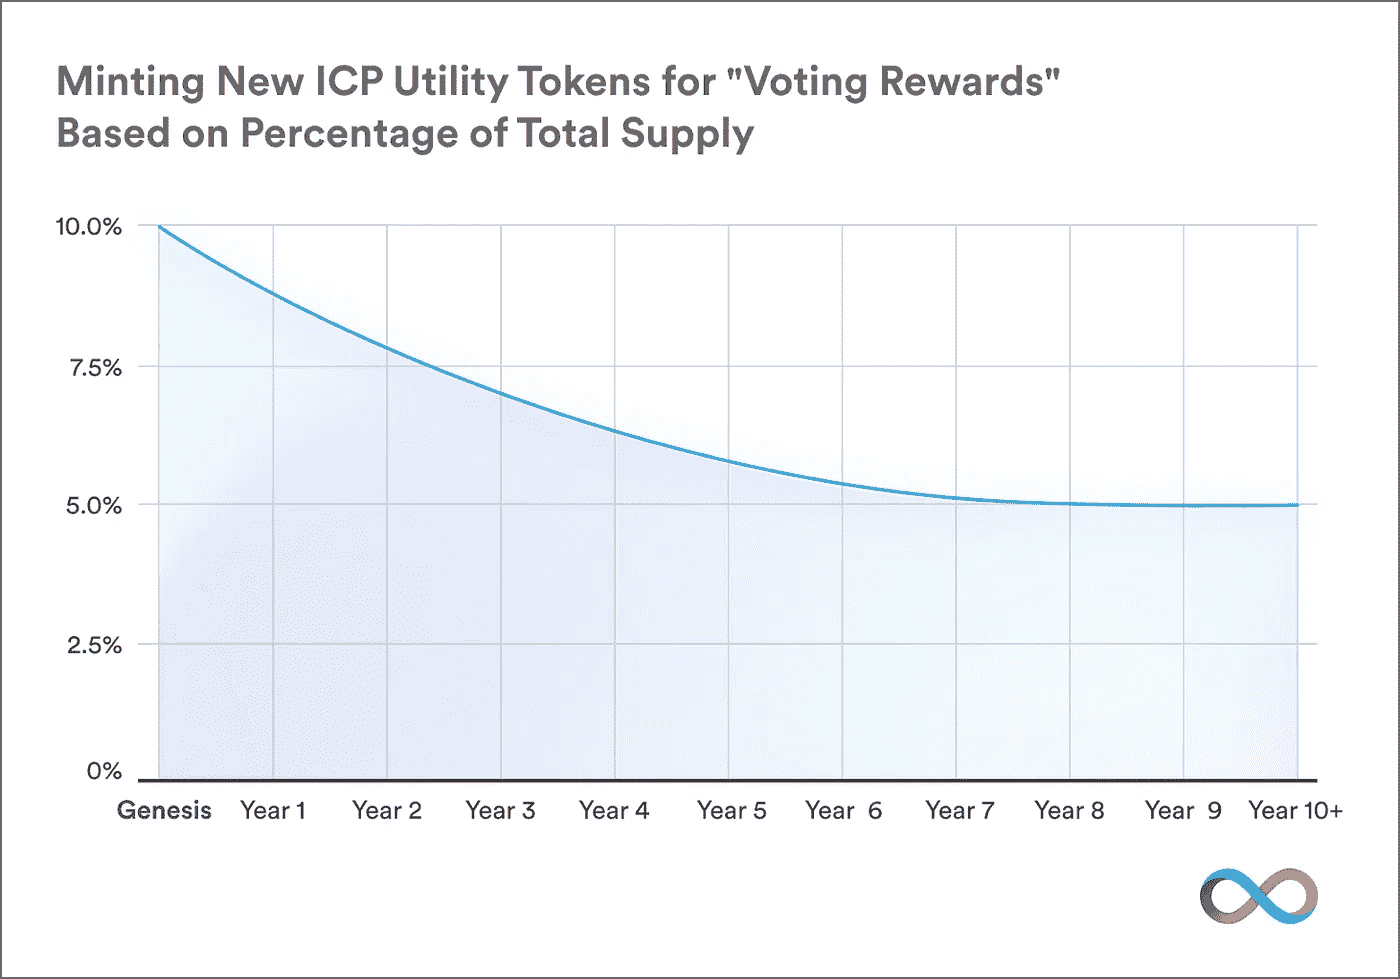 Minting New ICP Utility Tokens for "Voting Rewards"
Based on Percentage of Total Supply
10.0%
7.5%
5.0%
2.5%
0%
Genesis Year 1 Year 2 Year 3 Year 4 Year 5 Year 6 Year 7 Year 8 Year 9 Year 10+